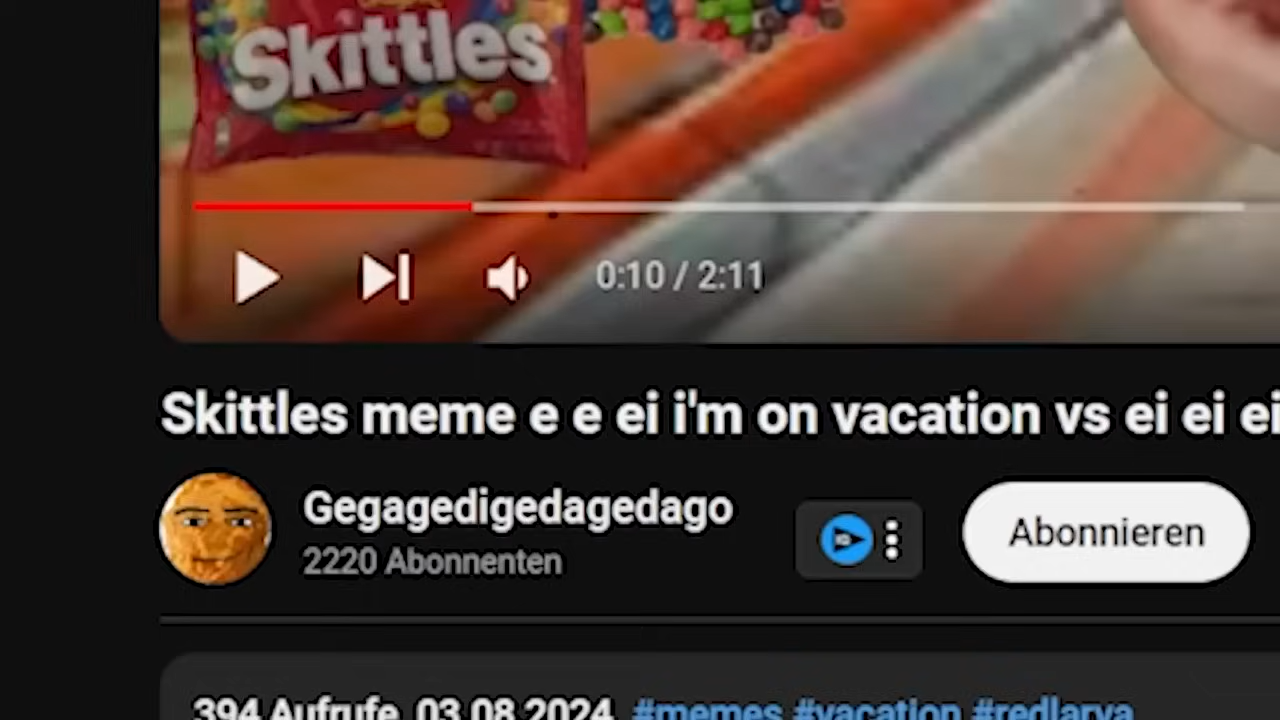 Skittles
0:10 / 2:11
Skittles meme e e ei i'm on vacation vs ei ei ei
Gegagedigedagedago
2220 Abonnenten
Abonnieren
394 Aufrufe 03.08.2024 #memes #vacation #redlarva